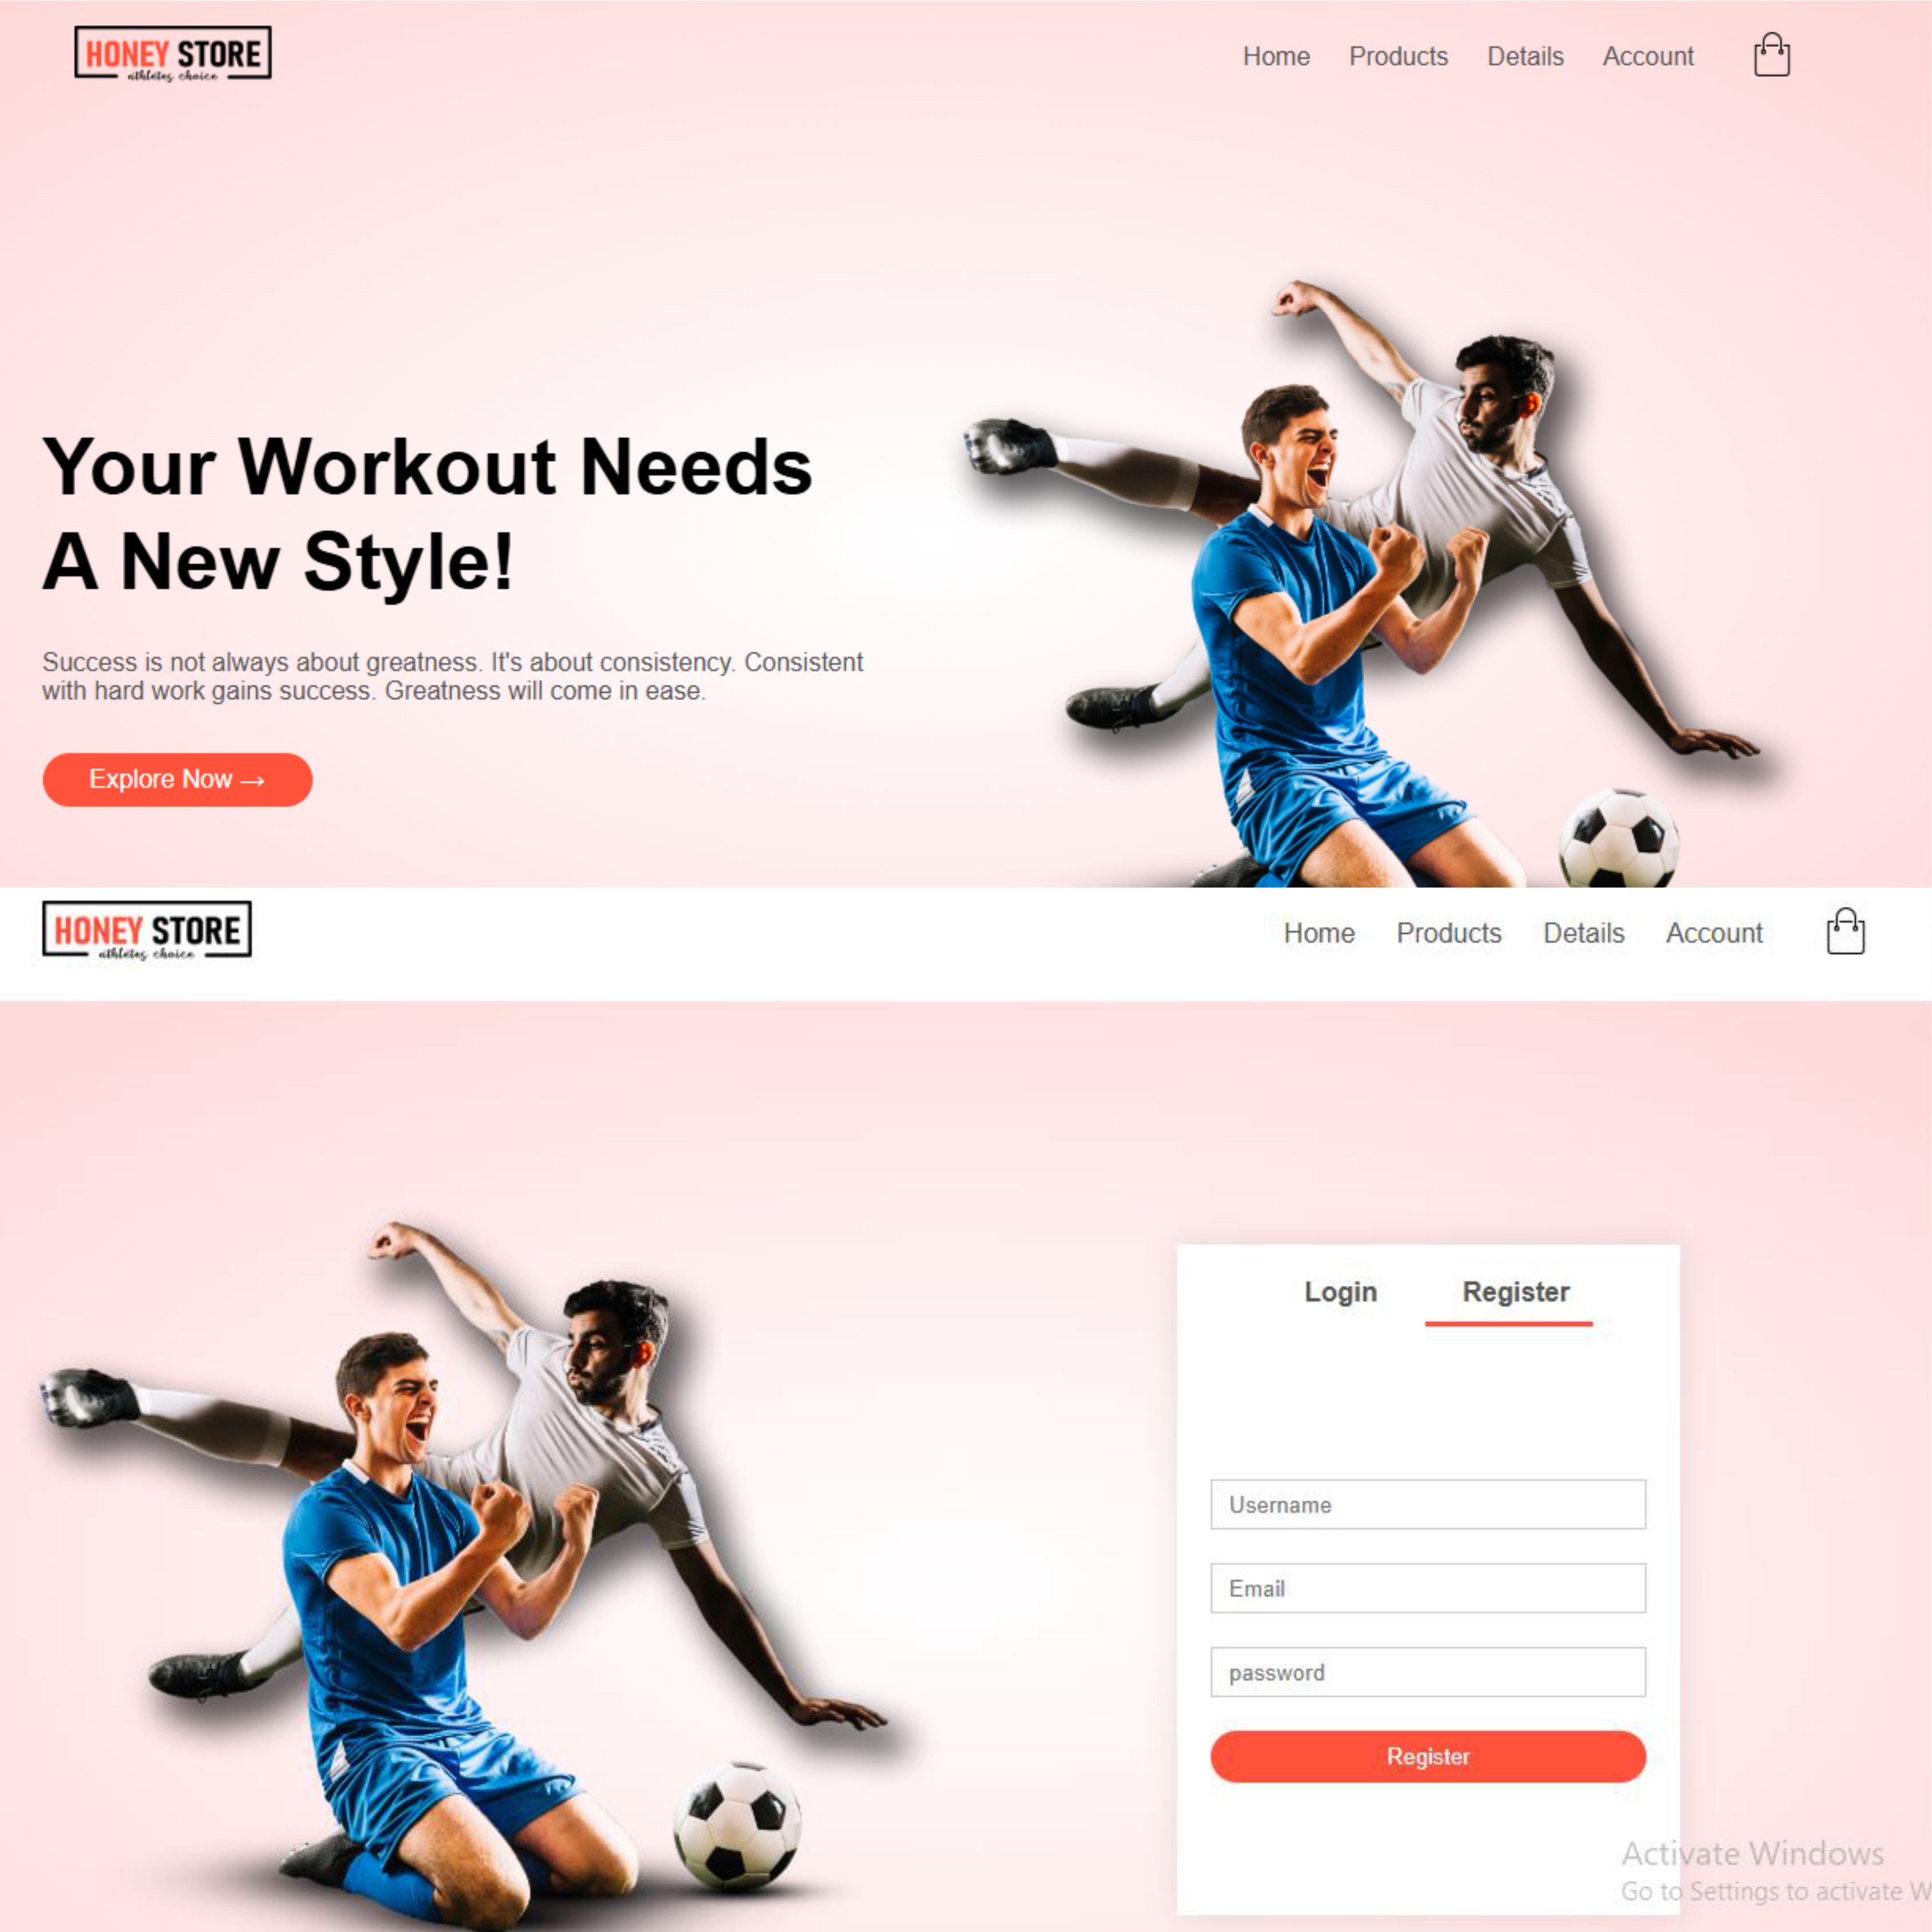 HONEY STORE
athletes choice
Home Products Details Account
Your Workout Needs
A New Style!
Success is not always about greatness. It's about consistency. Consistent
with hard work gains success. Greatness will come in ease.
Explore Now →
HONEY STORE
athletes choice
Home Products Details Account
Login Register
Username
Email
password
Register
Activate Windows
Go to Settings to activate W